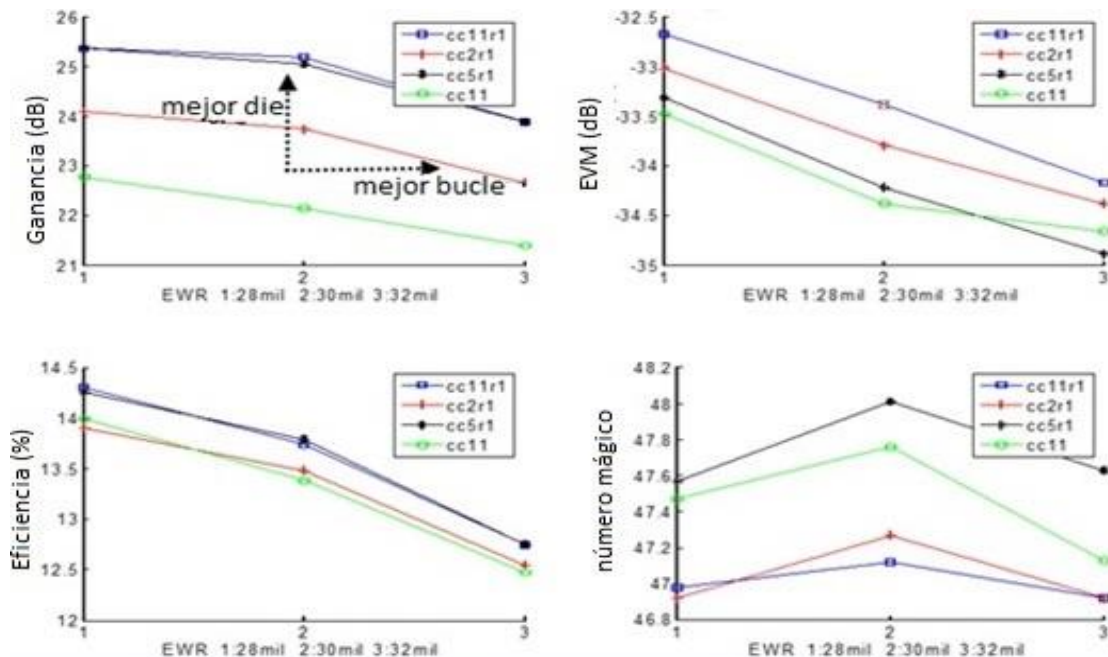 Ganancia (dB)
26
25
24
23
22
21
cc11r1
cc2r1
cc5r1
cc11
mejor die
mejor bucle
1
2
3
EWR 1:28mil 2:30mil 3:32mil
EVM (dB)
-32.5
-33
-33.5
-34
-34.5
-35
cc11r1
cc2r1
cc5r1
cc11
1
2
3
EWR 1:28mil 2:30mil 3:32mil
Eficiencia (%)
14.5
14
13.5
13
12.5
12
cc11r1
cc2r1
cc5r1
cc11
1
2
3
EWR 1:28mil 2:30mil 3:32mil
número mágico
48.2
48
47.8
47.6
47.4
47.2
47
46.8
cc11r1
cc2r1
cc5r1
cc11
1
2
3
EWR 1:28mil 2:30mil 3:32mil